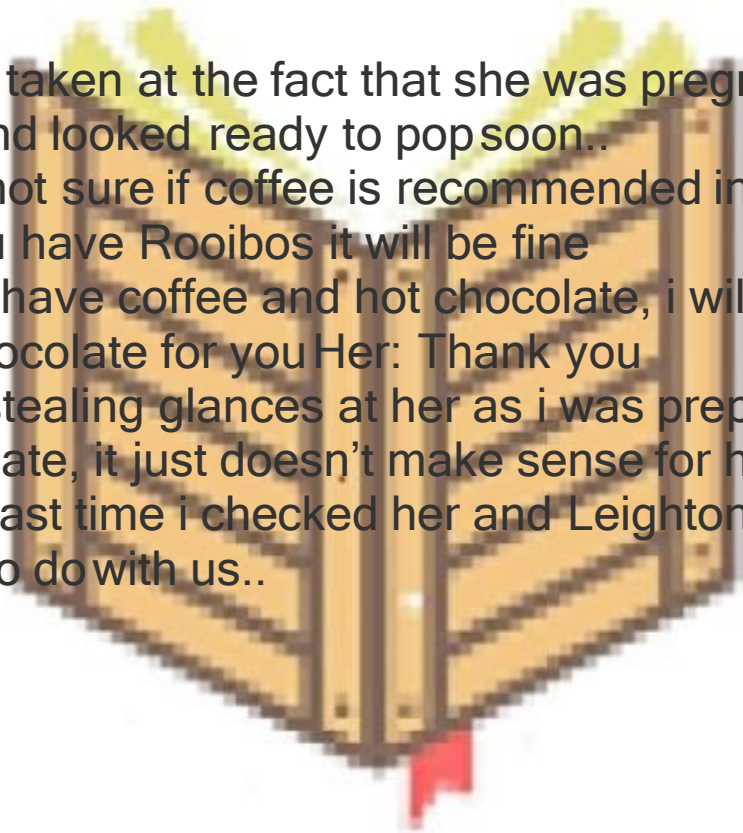 taken at the fact that she was pregn
nd looked ready to pop soon..
not sure if coffee is recommended in
u have Rooibos it will be fine
have coffee and hot chocolate, i wil
ocolate for you Her: Thank you
stealing glances at her as i was prep
ate, it just doesn’t make sense for h
ast time i checked her and Leighton
o do with us..